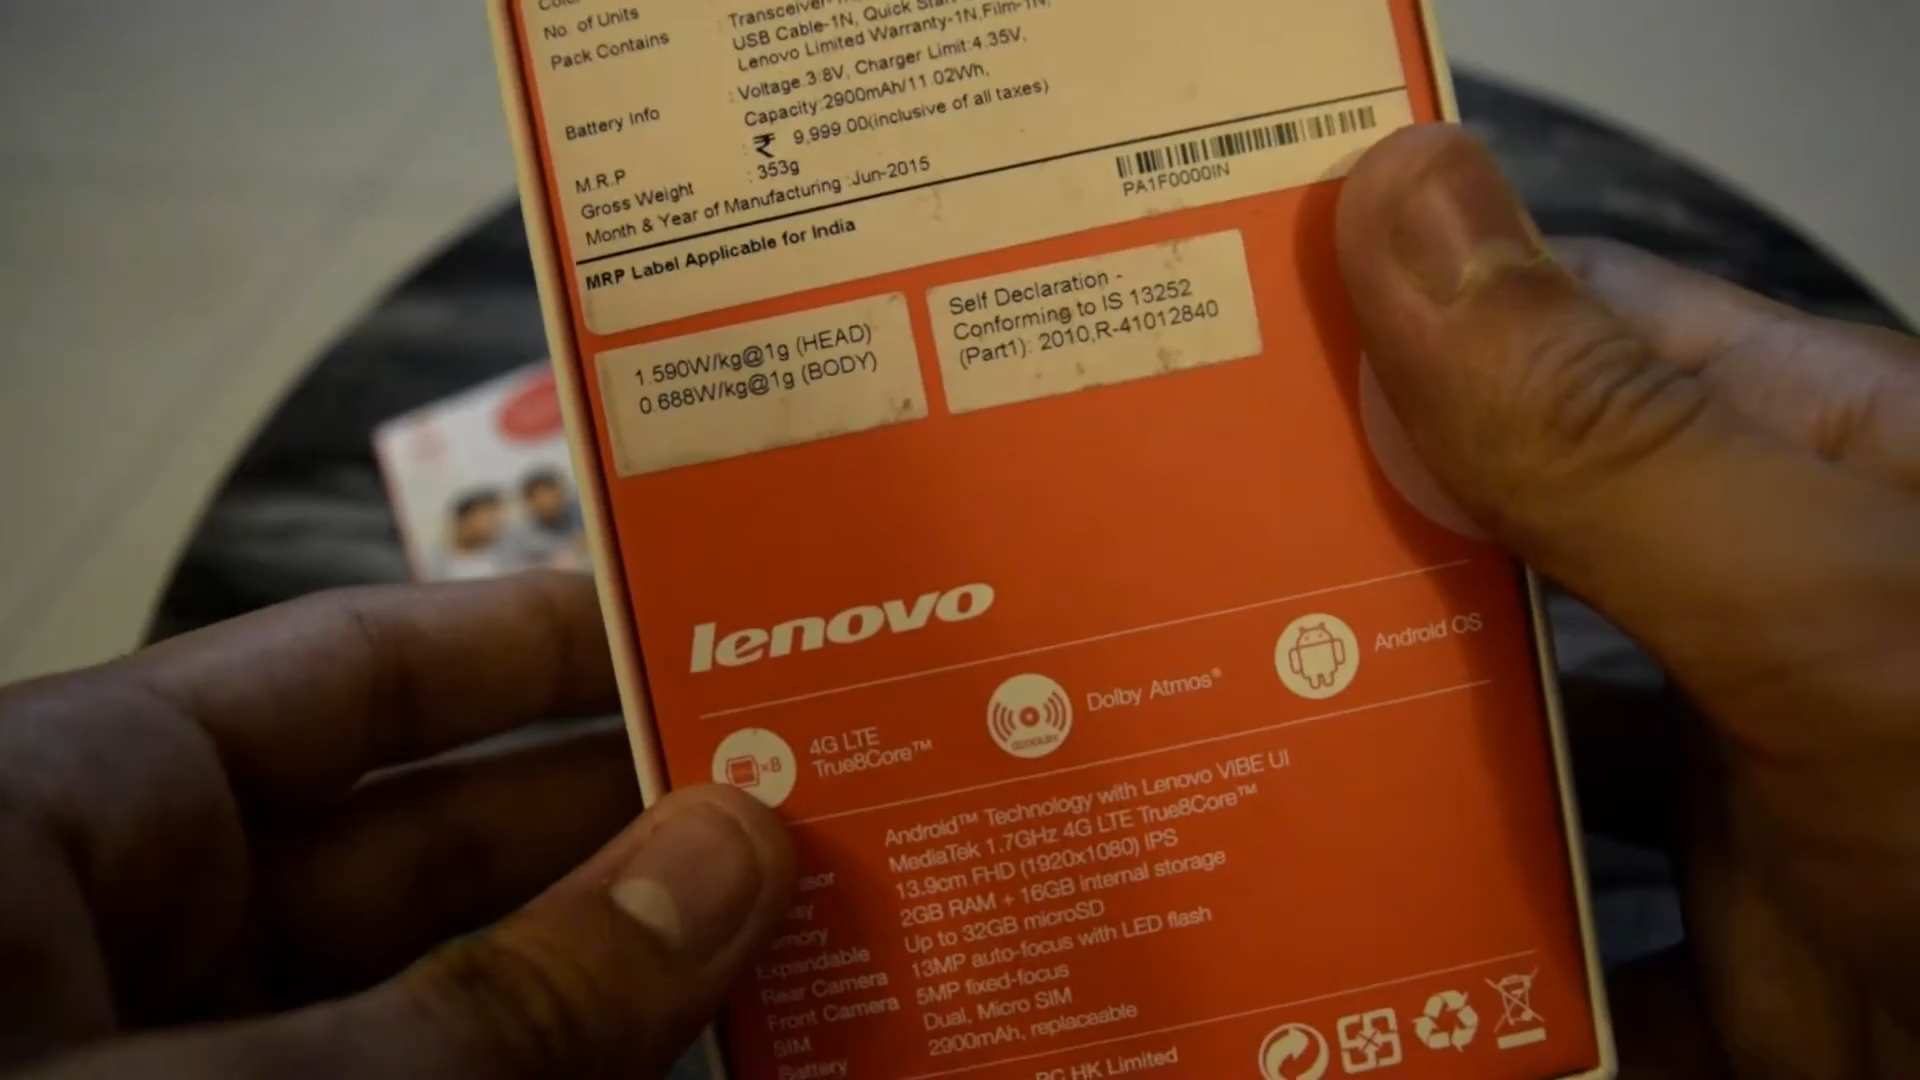 No. of Units
Pack Contains
USB Cable-1N, Quick
Lenovo Limited Warranty-1N,Film-1N,
Battery Info : Voltage:3.8V, Charger Limit:4.35V,
Capacity:2900mAh/11.02Wh,
M.R.P : ₹ 9,999.00(inclusive of all taxes)
Gross Weight : 353g
Month & Year of Manufacturing :Jun-2015
MRP Label Applicable for India
PA1F0000IN
1.590W/kg@1g (HEAD)
0.688W/kg@1g (BODY)
Self Declaration -
Conforming to IS 13252
(Part1): 2010,R-41012840
lenovo
×8
4G LTE
True8Core™
Dolby Atmos®
Android OS
Android™ Technology with Lenovo VIBE UI
MediaTek 1.7GHz 4G LTE True8Core™
13.9cm FHD (1920x1080) IPS
2GB RAM + 16GB internal storage
Expandable Up to 32GB microSD
Rear Camera 13MP auto-focus with LED flash
Front Camera 5MP fixed-focus
SIM Dual, Micro SIM
Battery 2900mAh, replaceable
HK Limited